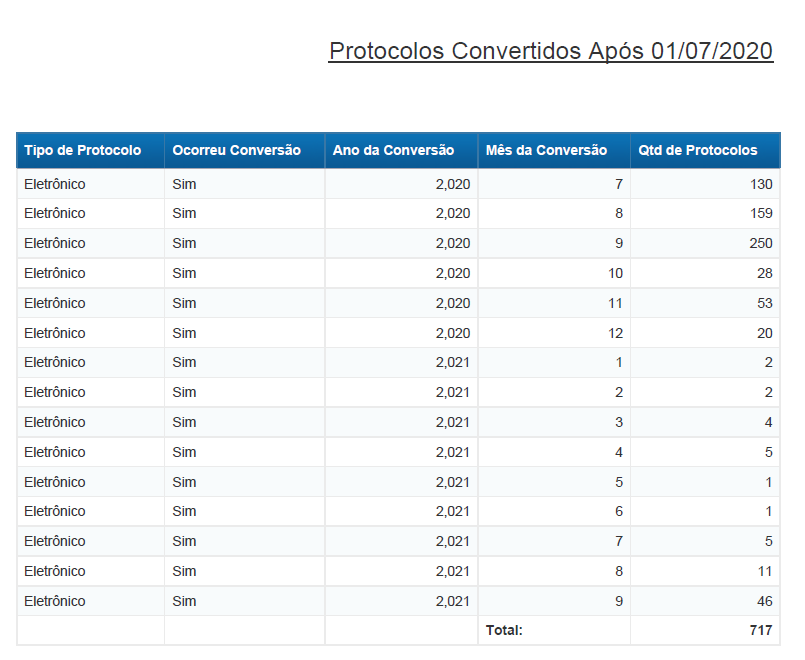 Protocolos Convertidos Após 01/07/2020
Tipo de Protocolo Ocorreu Conversão Ano da Conversão Mês da Conversão Qtd de Protocolos
Eletrônico Sim 2,020 7 130
Eletrônico Sim 2,020 8 159
Eletrônico Sim 2,020 9 250
Eletrônico Sim 2,020 10 28
Eletrônico Sim 2,020 11 53
Eletrônico Sim 2,020 12 20
Eletrônico Sim 2,021 1 2
Eletrônico Sim 2,021 2 2
Eletrônico Sim 2,021 3 4
Eletrônico Sim 2,021 4 5
Eletrônico Sim 2,021 5 1
Eletrônico Sim 2,021 6 1
Eletrônico Sim 2,021 7 5
Eletrônico Sim 2,021 8 11
Eletrônico Sim 2,021 9 46
Total: 717